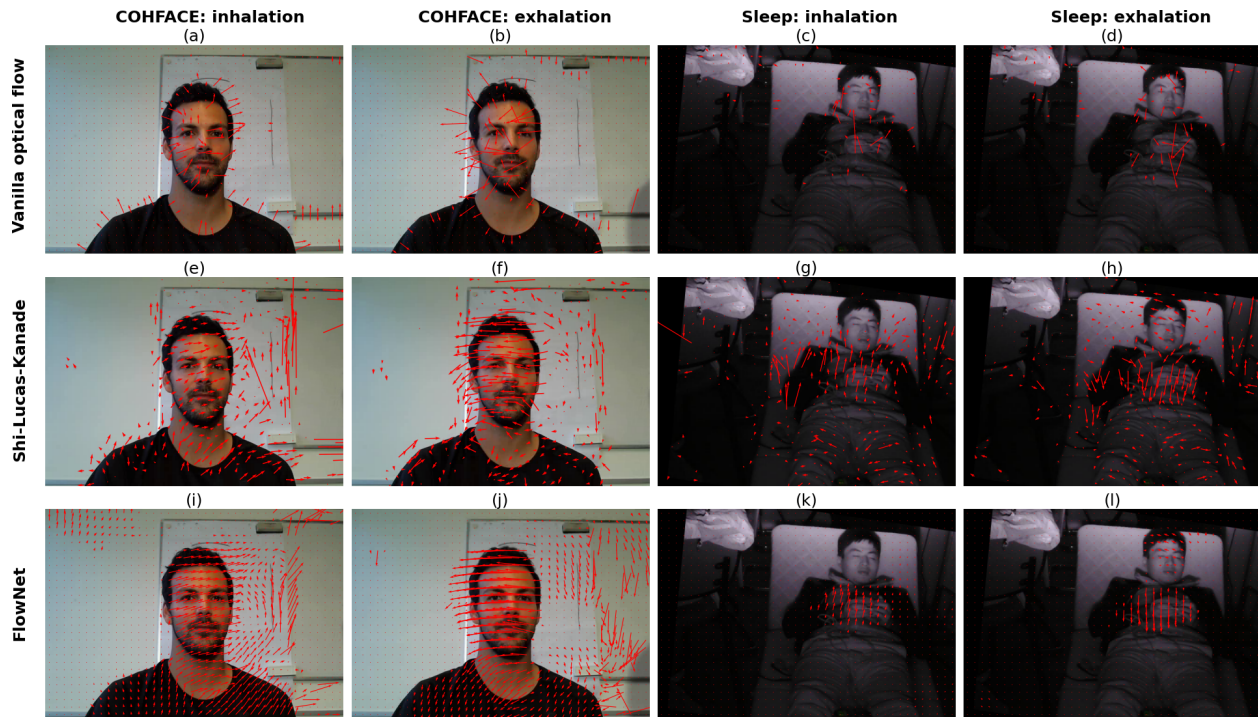 COHFACE: inhalation COHFACE: exhalation Sleep: inhalation Sleep: exhalation
(a) (b) (c) (d)
Vanilla optical flow
(e) (f) (g) (h)
Shi-Lucas-Kanade
(i) (j) (k) (l)
FlowNet